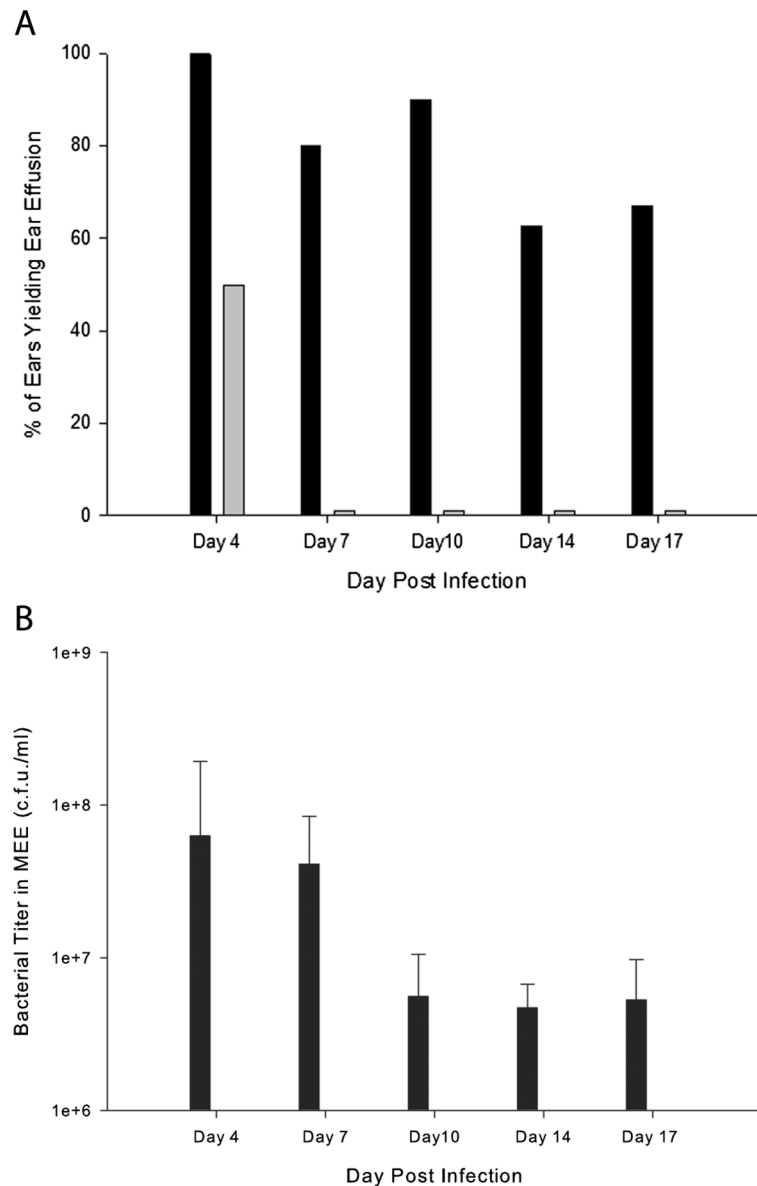 A
100
80
60
40
20
0
% of Ears Yielding Ear Effusion
Day 4 Day 7 Day10 Day 14 Day 17
Day Post Infection
B
1e+9
1e+8
1e+7
1e+6
Bacterial Titer in MEE (c.f.u./ml)
Day 4 Day 7 Day10 Day 14 Day 17
Day Post Infection